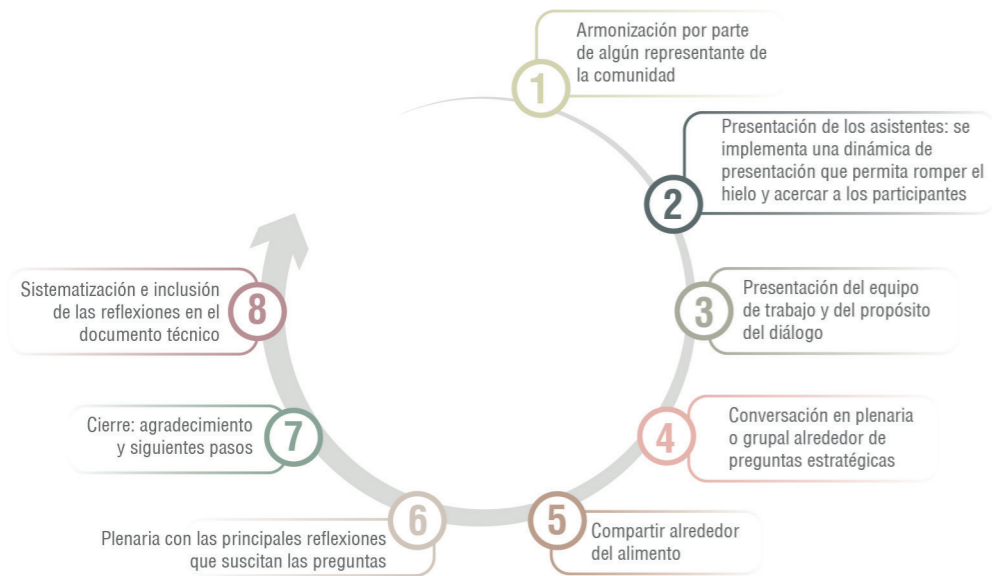 1
Armonización por parte
de algún representante de
la comunidad
2
Presentación de los asistentes: se
implementa una dinámica de
presentación que permita romper el
hielo y acercar a los participantes
3
Presentación del equipo
de trabajo y del propósito
del diálogo
4
Conversación en plenaria
o grupal alrededor de
preguntas estratégicas
5
Compartir alrededor
del alimento
6
Plenaria con las principales reflexiones
que suscitan las preguntas
7
Cierre: agradecimiento
y siguientes pasos
8
Sistematización e inclusión
de las reflexiones en el
documento técnico